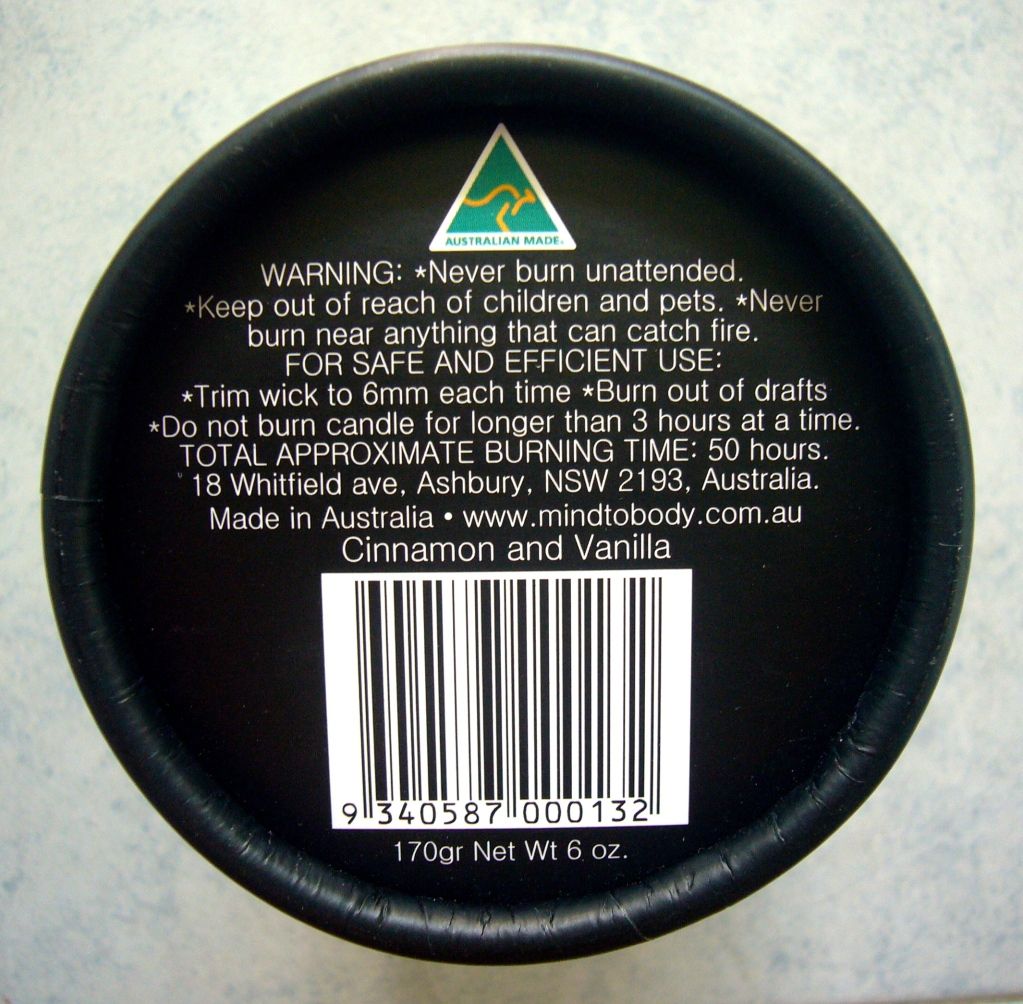 AUSTRALIAN MADE.
WARNING: *Never burn unattended.
*Keep out of reach of children and pets. *Never
burn near anything that can catch fire.
FOR SAFE AND EFFICIENT USE:
*Trim wick to 6mm each time *Burn out of drafts
*Do not burn candle for longer than 3 hours at a time.
TOTAL APPROXIMATE BURNING TIME: 50 hours.
18 Whitfield ave, Ashbury, NSW 2193, Australia.
Made in Australia • www.mindtobody.com.au
Cinnamon and Vanilla
9 340587 000132
170gr Net Wt 6 oz.